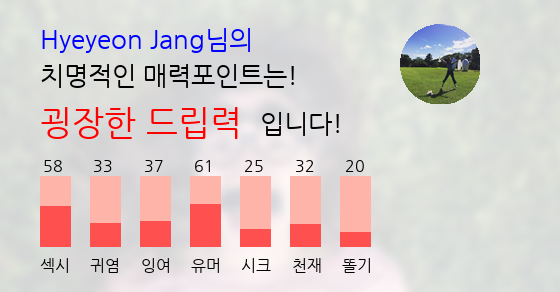 Hyeyeon Jang님의
치명적인 매력포인트는!
굉장한 드립력 입니다!
58 33 37 61 25 32 20
섹시 귀염 잉여 유머 시크 천재 똘기